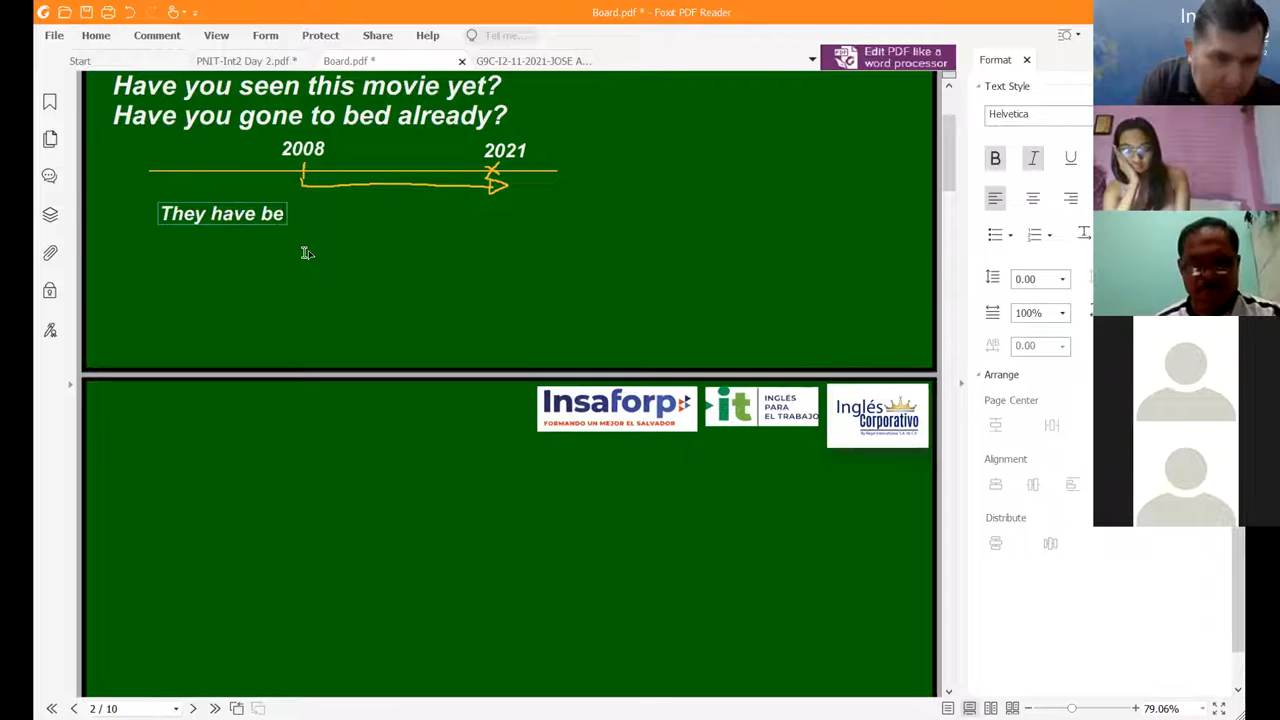 Board.pdf * - Foxit PDF Reader
File Home Comment View Form Protect Share Help Tell me...
Start PNIT-Int2 Day 2.pdf * Board.pdf * G9C-I2-11-2021-JOSE A...
Edit PDF like a
word processor
Have you seen this movie yet?
Have you gone to bed already?
2008 2021
They have be
Insaforp
FORMANDO UN MEJOR EL SALVADOR
it
INGLÉS
PARA
EL TRABAJO
Inglés
Corporativo
Format
Text Style
Helvetica
B I U
0.00
100%
0.00
Arrange
Page Center
Alignment
Distribute
2 / 10
79.06%